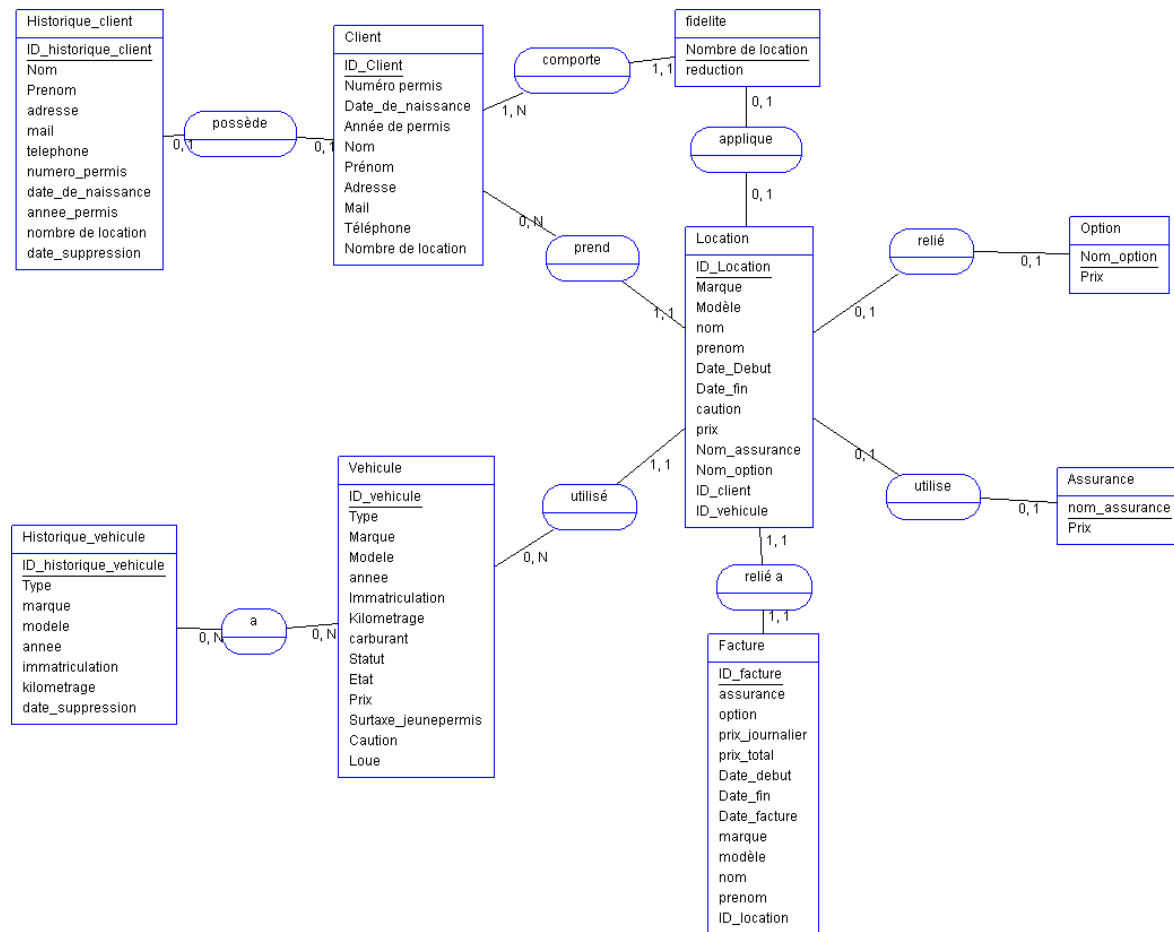 Historique_client
ID_historique_client
Nom
Prenom
adresse
mail
telephone
numero_permis
date_de_naissance
annee_permis
nombre de location
date_suppression
0, 1
possède
0, 1
Client
ID_Client
Numéro permis
Date_de_naissance
Année de permis
Nom
Prénom
Adresse
Mail
Téléphone
Nombre de location
1, N
comporte
1, 1
fidelite
Nombre de location
reduction
0, 1
applique
0, 1
0, N
prend
1, 1
Location
ID_Location
Marque
Modèle
nom
prenom
Date_Debut
Date_fin
caution
prix
Nom_assurance
Nom_option
ID_client
ID_vehicule
0, 1
relié
0, 1
Option
Nom_option
Prix
0, 1
utilise
0, 1
Assurance
nom_assurance
Prix
1, 1
utilisé
0, N
Vehicule
ID_vehicule
Type
Marque
Modele
annee
Immatriculation
Kilometrage
carburant
Statut
Etat
Prix
Surtaxe_jeunepermis
Caution
Loue
0, N
a
0, N
Historique_vehicule
ID_historique_vehicule
Type
marque
modele
annee
immatriculation
kilometrage
date_suppression
1, 1
relié a
1, 1
Facture
ID_facture
assurance
option
prix_journalier
prix_total
Date_debut
Date_fin
Date_facture
marque
modèle
nom
prenom
ID_location